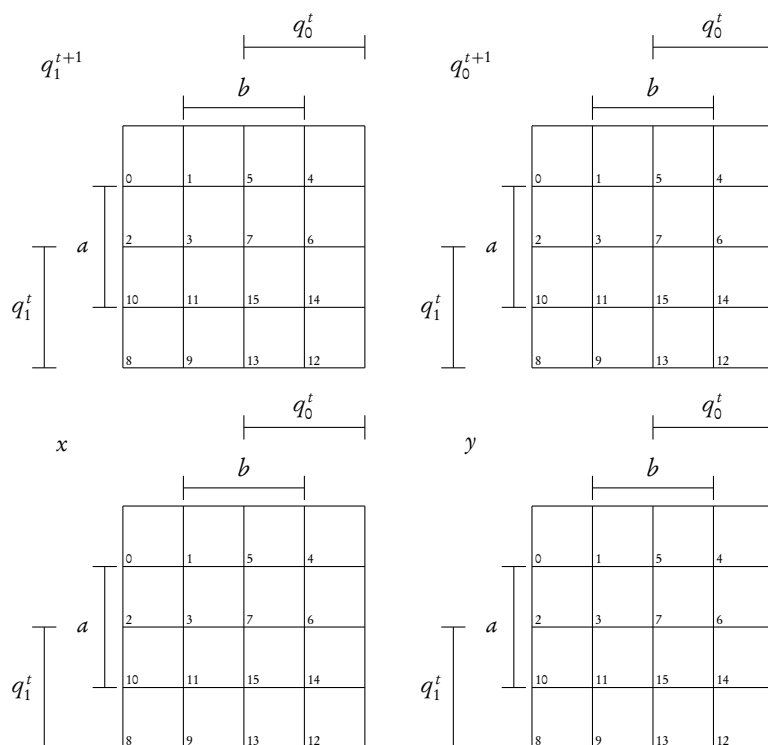 q_0^t q_0^t
q_1^{t+1} q_0^{t+1}
b b
0 1 5 4 0 1 5 4
a 2 3 7 6 a 2 3 7 6
q_1^t 10 11 15 14 q_1^t 10 11 15 14
8 9 13 12 8 9 13 12
q_0^t q_0^t
x y
b b
0 1 5 4 0 1 5 4
a 2 3 7 6 a 2 3 7 6
q_1^t 10 11 15 14 q_1^t 10 11 15 14
8 9 13 12 8 9 13 12